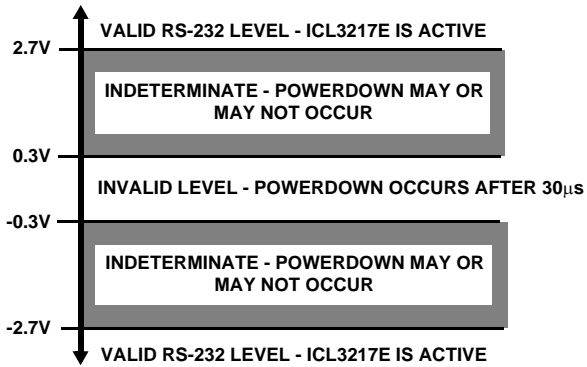 VALID RS-232 LEVEL - ICL3217E IS ACTIVE
2.7V
INDETERMINATE - POWERDOWN MAY OR
MAY NOT OCCUR
0.3V
INVALID LEVEL - POWERDOWN OCCURS AFTER 30μs
-0.3V
INDETERMINATE - POWERDOWN MAY OR
MAY NOT OCCUR
-2.7V
VALID RS-232 LEVEL - ICL3217E IS ACTIVE